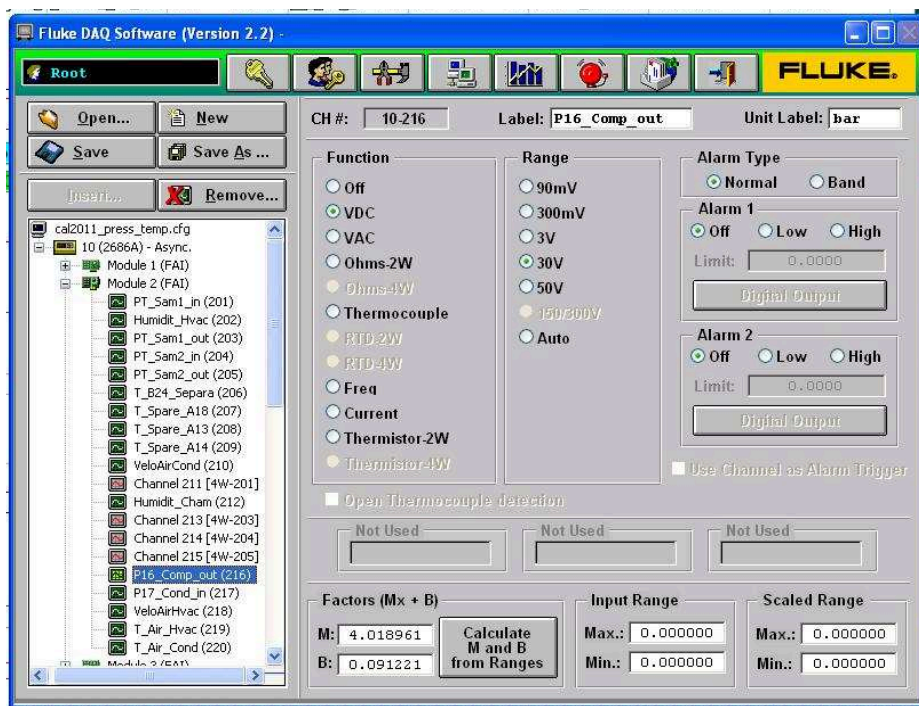 Fluke DAQ Software (Version 2.2) -
Root
FLUKE.
Open...
New
Save
Save As ...
Insert...
Remove...
cal2011_press_temp.cfg
10 (2686A) - Async.
Module 1 (FAI)
Module 2 (FAI)
PT_Sam1_in (201)
Humidit_Hvac (202)
PT_Sam1_out (203)
PT_Sam2_in (204)
PT_Sam2_out (205)
T_B24_Separa (206)
T_Spare_A18 (207)
T_Spare_A13 (208)
T_Spare_A14 (209)
VeloAirCond (210)
Channel 211 [4W-201]
Humidit_Cham (212)
Channel 213 [4W-203]
Channel 214 [4W-204]
Channel 215 [4W-205]
P16_Comp_out (216)
P17_Cond_in (217)
VeloAirHvac (218)
T_Air_Hvac (219)
T_Air_Cond (220)
Module 3 (FAI)
CH #: 10-216 Label: P16_Comp_out Unit Label: bar
Function
Off
VDC
VAC
Ohms-2W
Ohms-4W
Thermocouple
RTD-2W
RTD-4W
Freq
Current
Thermistor-2W
Thermistor-4W
Range
90mV
300mV
3V
30V
50V
150/300V
Auto
Alarm Type
Normal Band
Alarm 1
Off Low High
Limit: 0.0000
Digital Output
Alarm 2
Off Low High
Limit: 0.0000
Digital Output
Use Channel as Alarm Trigger
Open Thermocouple detection
Not Used Not Used Not Used
Factors (Mx + B)
M: 4.018961
B: 0.091221
Calculate
M and B
from Ranges
Input Range
Max.: 0.000000
Min.: 0.000000
Scaled Range
Max.: 0.000000
Min.: 0.000000